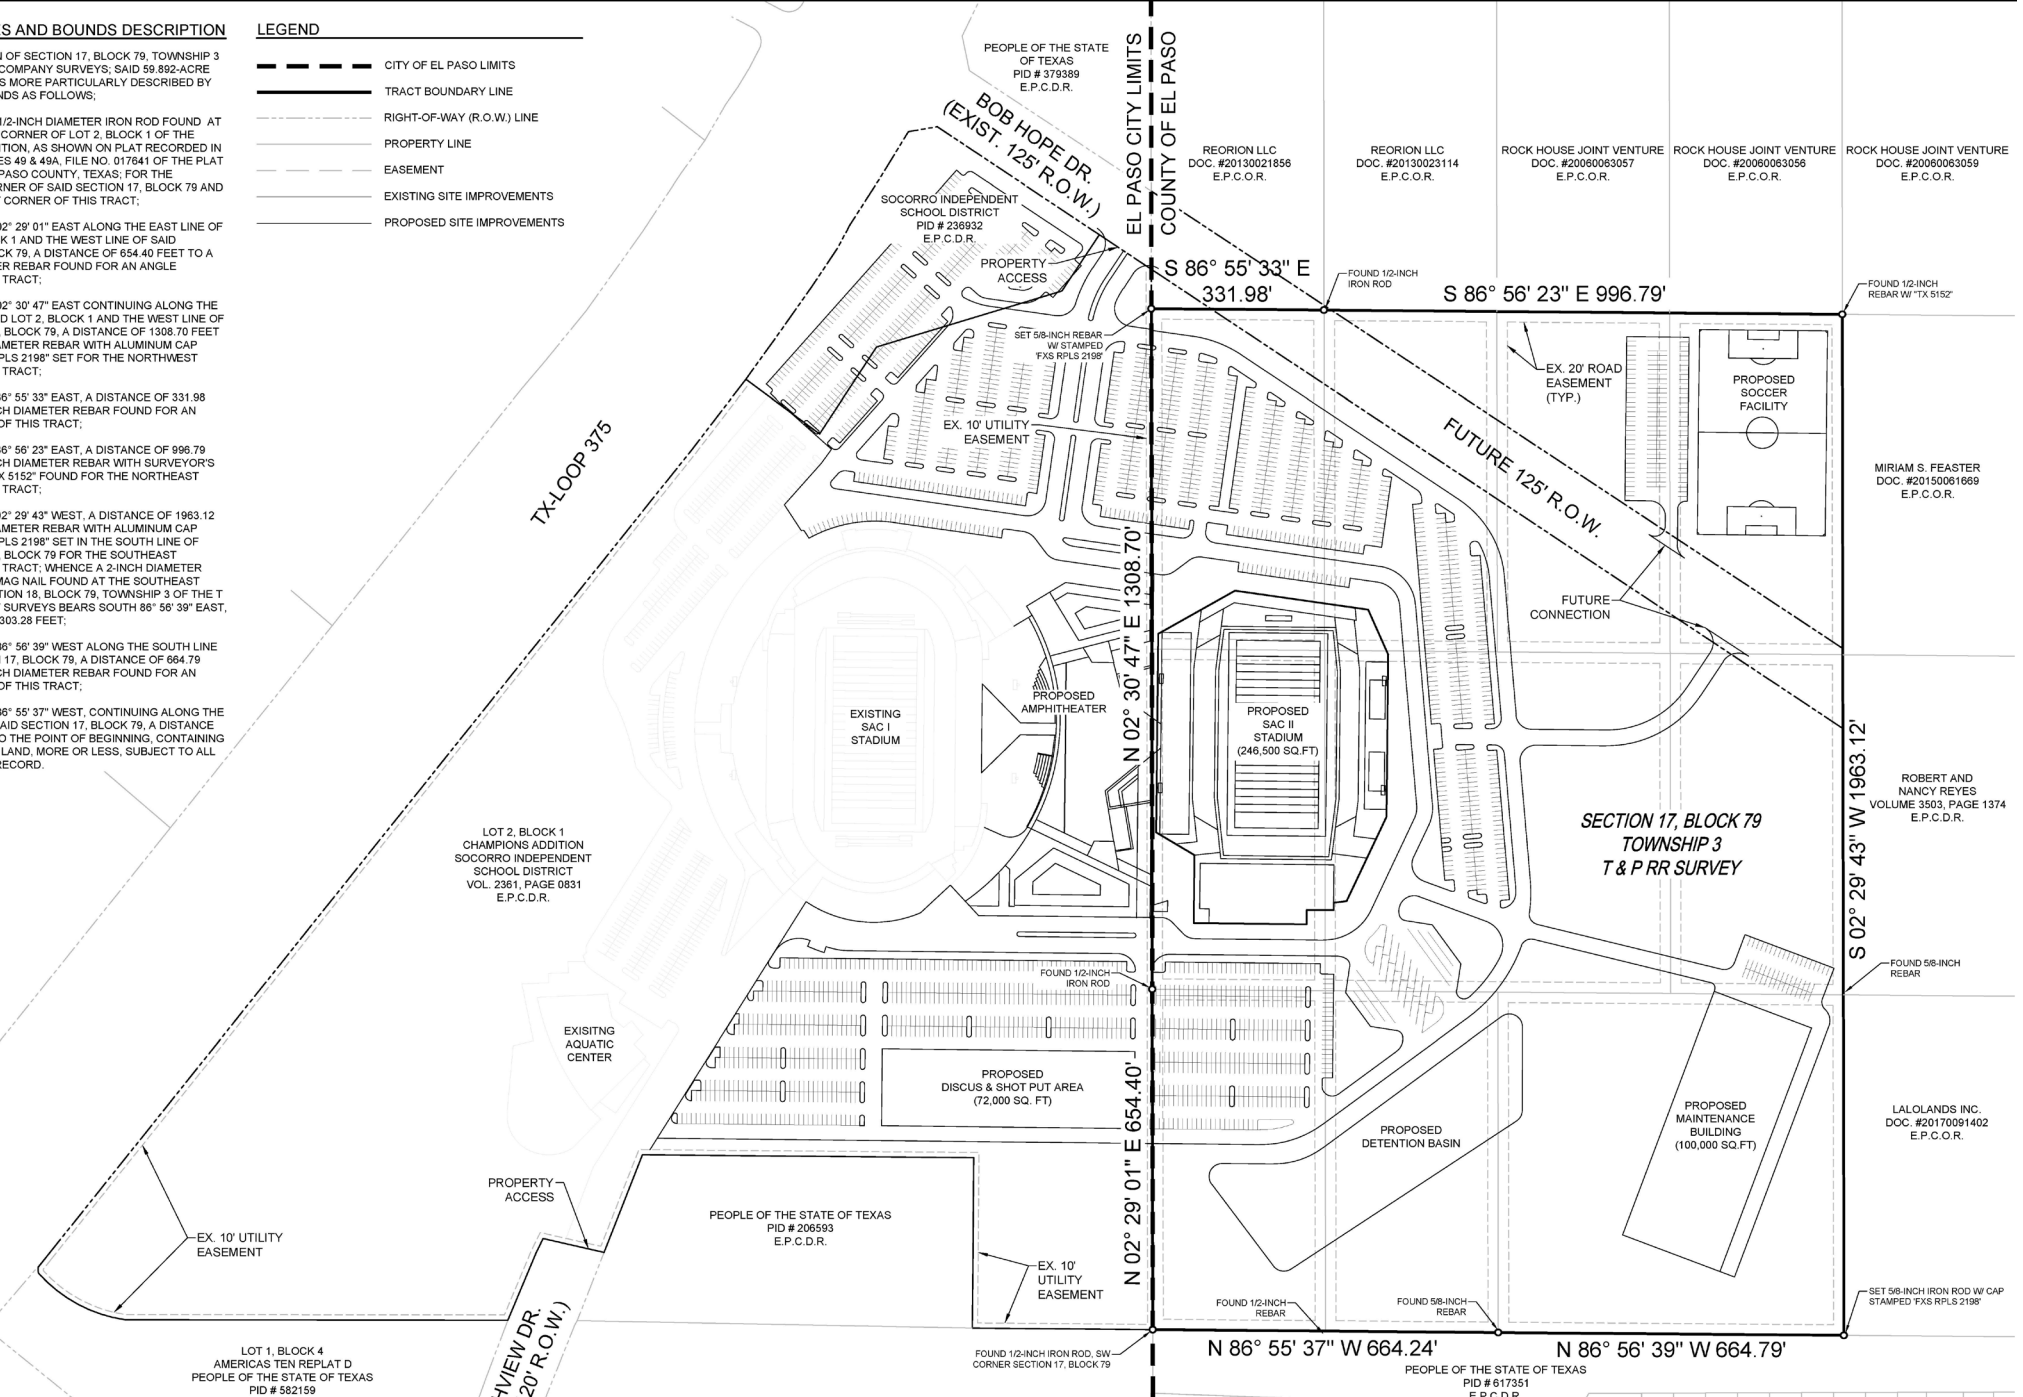 ES AND BOUNDS DESCRIPTION
N OF SECTION 17, BLOCK 79, TOWNSHIP 3
COMPANY SURVEYS; SAID 59.892-ACRE
S MORE PARTICULARLY DESCRIBED BY
NDS AS FOLLOWS;
1/2-INCH DIAMETER IRON ROD FOUND AT
CORNER OF LOT 2, BLOCK 1 OF THE
ITION, AS SHOWN ON PLAT RECORDED IN
ES 49 & 49A, FILE NO. 017641 OF THE PLAT
PASO COUNTY, TEXAS; FOR THE
RNER OF SAID SECTION 17, BLOCK 79 AND
CORNER OF THIS TRACT;
02° 29' 01" EAST ALONG THE EAST LINE OF
K 1 AND THE WEST LINE OF SAID
CK 79, A DISTANCE OF 654.40 FEET TO A
ER REBAR FOUND FOR AN ANGLE
TRACT;
02° 30' 47" EAST CONTINUING ALONG THE
D LOT 2, BLOCK 1 AND THE WEST LINE OF
, BLOCK 79, A DISTANCE OF 1308.70 FEET
AMETER REBAR WITH ALUMINUM CAP
RPLS 2198" SET FOR THE NORTHWEST
TRACT;
86° 55' 33" EAST, A DISTANCE OF 331.98
CH DIAMETER REBAR FOUND FOR AN
OF THIS TRACT;
86° 56' 23" EAST, A DISTANCE OF 996.79
CH DIAMETER REBAR WITH SURVEYOR'S
X 5152" FOUND FOR THE NORTHEAST
TRACT;
02° 29' 43" WEST, A DISTANCE OF 1963.12
AMETER REBAR WITH ALUMINUM CAP
RPLS 2198" SET IN THE SOUTH LINE OF
, BLOCK 79 FOR THE SOUTHEAST
TRACT; WHENCE A 2-INCH DIAMETER
MAG NAIL FOUND AT THE SOUTHEAST
TION 18, BLOCK 79, TOWNSHIP 3 OF THE T
SURVEYS BEARS SOUTH 86° 56' 39" EAST,
303.28 FEET;
86° 56' 39" WEST ALONG THE SOUTH LINE
17, BLOCK 79, A DISTANCE OF 664.79
CH DIAMETER REBAR FOUND FOR AN
OF THIS TRACT;
86° 55' 37" WEST, CONTINUING ALONG THE
SAID SECTION 17, BLOCK 79, A DISTANCE
O THE POINT OF BEGINNING, CONTAINING
LAND, MORE OR LESS, SUBJECT TO ALL
RECORD.
LEGEND
CITY OF EL PASO LIMITS
TRACT BOUNDARY LINE
RIGHT-OF-WAY (R.O.W.) LINE
PROPERTY LINE
EASEMENT
EXISTING SITE IMPROVEMENTS
PROPOSED SITE IMPROVEMENTS
PEOPLE OF THE STATE
OF TEXAS
PID # 379389
E.P.C.D.R.
BOB HOPE DR.
(EXIST. 125' R.O.W.)
EL PASO CITY LIMITS
COUNTY OF EL PASO
REORION LLC
DOC. #20130021856
E.P.C.O.R.
REORION LLC
DOC. #20130023114
E.P.C.O.R.
ROCK HOUSE JOINT VENTURE
DOC. #20060063057
E.P.C.O.R.
ROCK HOUSE JOINT VENTURE
DOC. #20060063056
E.P.C.O.R.
ROCK HOUSE JOINT VENTURE
DOC. #20060063059
E.P.C.O.R.
SOCORRO INDEPENDENT
SCHOOL DISTRICT
PID # 236932
E.P.C.D.R.
PROPERTY
ACCESS
S 86° 55' 33" E
331.98'
FOUND 1/2-INCH
IRON ROD
S 86° 56' 23" E 996.79'
FOUND 1/2-INCH
REBAR W/ "TX 5152"
SET 5/8-INCH REBAR
W/ STAMPED
'FXS RPLS 2198'
EX. 20' ROAD
EASEMENT
(TYP.)
PROPOSED
SOCCER
FACILITY
EX. 10' UTILITY
EASEMENT
TX-LOOP 375
FUTURE 125' R.O.W.
MIRIAM S. FEASTER
DOC. #20150061669
E.P.C.O.R.
N 02° 30' 47" E 1308.70'
FUTURE
CONNECTION
PROPOSED
AMPHITHEATER
EXISTING
SAC I
STADIUM
PROPOSED
SAC II
STADIUM
(246,500 SQ.FT)
S 02° 29' 43" W 1963.12'
ROBERT AND
NANCY REYES
VOLUME 3503, PAGE 1374
E.P.C.D.R.
SECTION 17, BLOCK 79
TOWNSHIP 3
T & P RR SURVEY
LOT 2, BLOCK 1
CHAMPIONS ADDITION
SOCORRO INDEPENDENT
SCHOOL DISTRICT
VOL. 2361, PAGE 0831
E.P.C.D.R.
FOUND 1/2-INCH
IRON ROD
FOUND 5/8-INCH
REBAR
EXISITNG
AQUATIC
CENTER
PROPOSED
DISCUS & SHOT PUT AREA
(72,000 SQ. FT)
N 02° 29' 01" E 654.40'
PROPOSED
DETENTION BASIN
PROPOSED
MAINTENANCE
BUILDING
(100,000 SQ.FT)
LALOLANDS INC.
DOC. #20170091402
E.P.C.O.R.
PROPERTY
ACCESS
PEOPLE OF THE STATE OF TEXAS
PID # 206593
E.P.C.D.R.
EX. 10' UTILITY
EASEMENT
EX. 10'
UTILITY
EASEMENT
FOUND 1/2-INCH
REBAR
FOUND 5/8-INCH
REBAR
SET 5/8-INCH IRON ROD W/ CAP
STAMPED 'FXS RPLS 2198'
HVIEW DR.
20' R.O.W.)
FOUND 1/2-INCH IRON ROD, SW
CORNER SECTION 17, BLOCK 79
N 86° 55' 37" W 664.24'
N 86° 56' 39" W 664.79'
LOT 1, BLOCK 4
AMERICAS TEN REPLAT D
PEOPLE OF THE STATE OF TEXAS
PID # 582159
PEOPLE OF THE STATE OF TEXAS
PID # 617351
E.P.C.D.R.